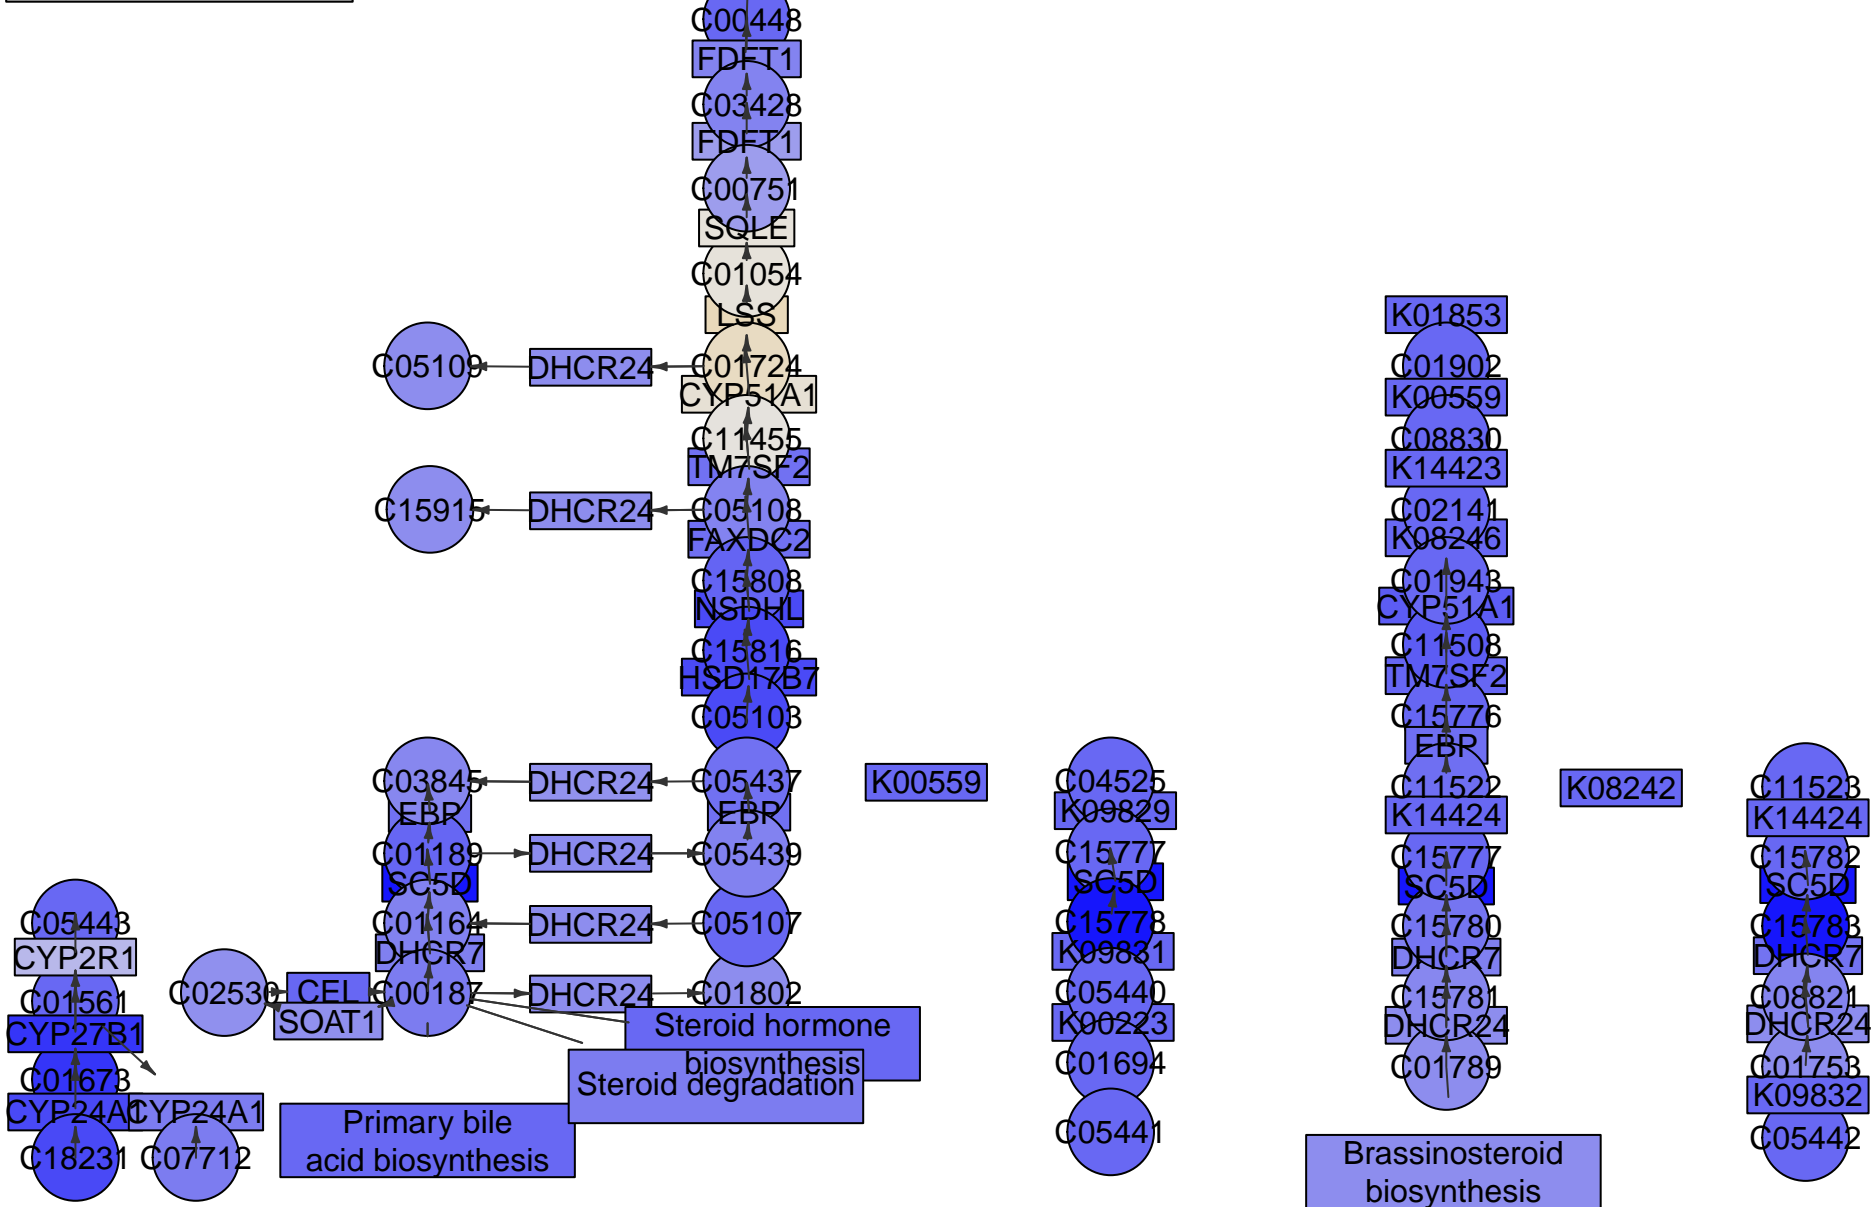 C00448
FDFT1
C03428
FDFT1
C00751
SQLE
C01054
LSS
C05109
DHCR24
C01724
CYP51A1
C11455
TM7SF2
C15915
DHCR24
C05108
FAXDC2
C15808
NSDHL
C15816
HSD17B7
C05103
C03845
DHCR24
C05437
EBP
EBP
C01189
DHCR24
C05439
SC5D
C01164
DHCR24
C05107
DHCR7
C02530
CEL
SOAT1
C00187
DHCR24
C01802
Steroid hormone
biosynthesis
Steroid degradation
Primary bile
acid biosynthesis
C05443
CYP2R1
C01561
CYP27B1
C01673
CYP24A1
CYP24A1
C18231
C07712
K00559
C04525
K09829
C15777
SC5D
C15778
K09831
C05440
K00223
C01694
C05441
K01853
C01902
K00559
C08830
K14423
C02141
K08246
C01943
CYP51A1
C11508
TM7SF2
C15776
EBP
C11522
K14424
C15777
SC5D
C15780
DHCR7
C15781
DHCR24
C01789
Brassinosteroid
biosynthesis
K08242
C11523
K14424
C15782
SC5D
C15783
DHCR7
C08821
DHCR24
C01753
K09832
C05442